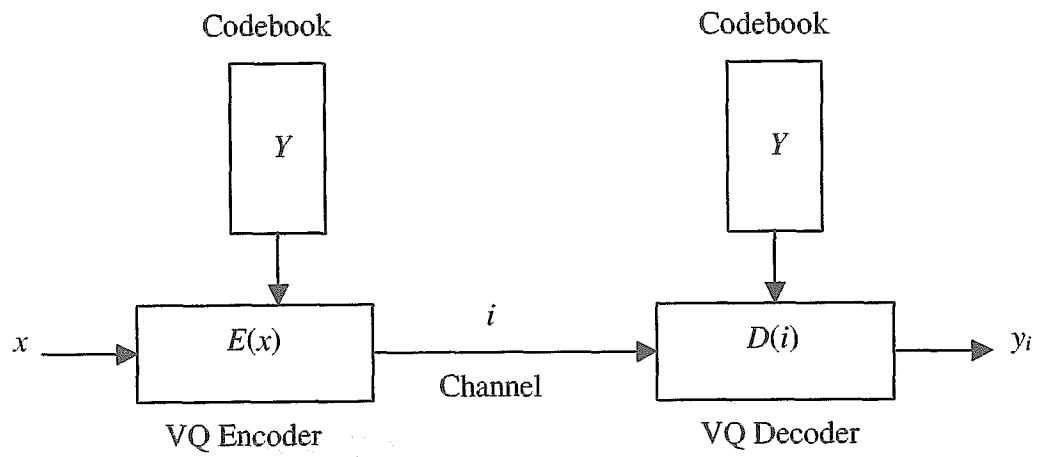 Codebook
Codebook
Y
Y
i
x
E(x)
D(i)
yi
Channel
VQ Encoder
VQ Decoder